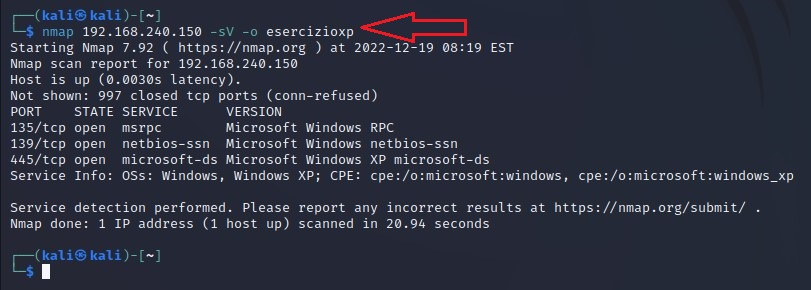 ┌──(kali㉿kali)-[~]
└─$ nmap 192.168.240.150 -sV -o esercizioxp
Starting Nmap 7.92 ( https://nmap.org ) at 2022-12-19 08:19 EST
Nmap scan report for 192.168.240.150
Host is up (0.0030s latency).
Not shown: 997 closed tcp ports (conn-refused)
PORT    STATE SERVICE      VERSION
135/tcp open  msrpc        Microsoft Windows RPC
139/tcp open  netbios-ssn  Microsoft Windows netbios-ssn
445/tcp open  microsoft-ds Microsoft Windows XP microsoft-ds
Service Info: OSs: Windows, Windows XP; CPE: cpe:/o:microsoft:windows, cpe:/o:microsoft:windows_xp

Service detection performed. Please report any incorrect results at https://nmap.org/submit/ .
Nmap done: 1 IP address (1 host up) scanned in 20.94 seconds

┌──(kali㉿kali)-[~]
└─$